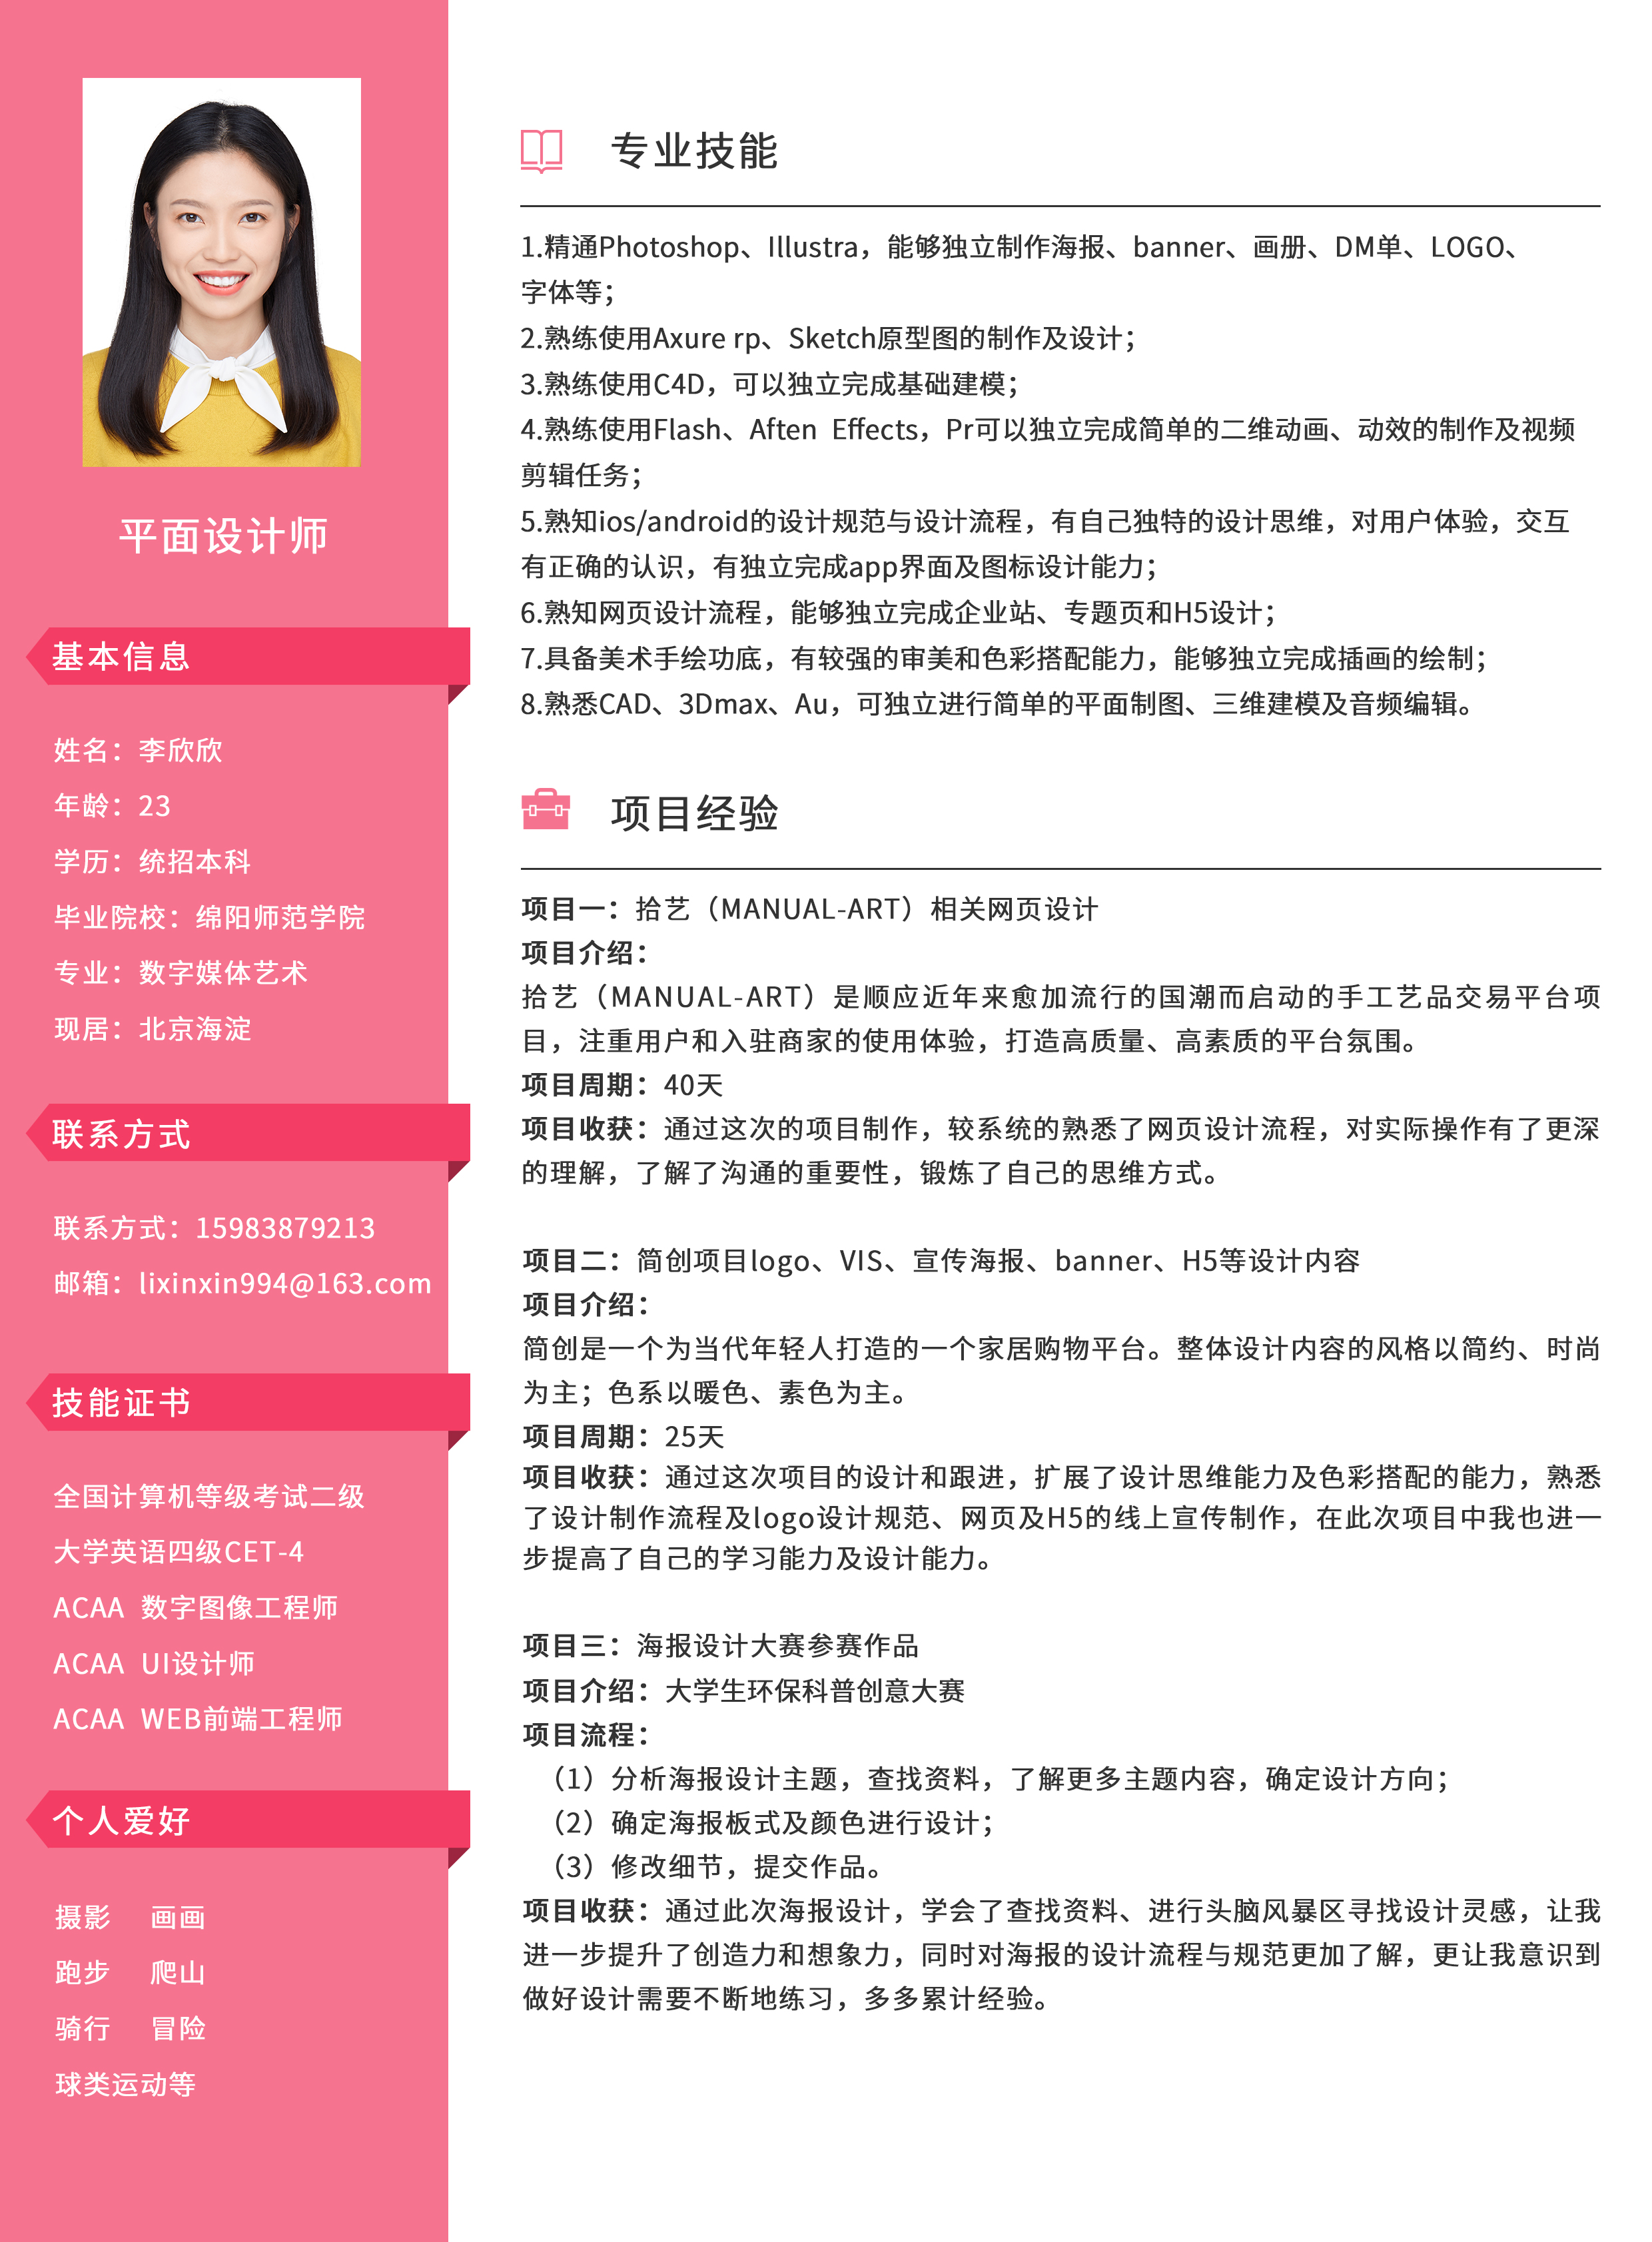 平面设计师
基本信息
姓名：李欣欣
年龄：23
学历：统招本科
毕业院校：绵阳师范学院
专业：数字媒体艺术
现居：北京海淀
联系方式
联系方式：15983879213
邮箱：lixinxin994@163.com
技能证书
全国计算机等级考试二级
大学英语四级CET-4
ACAA 数字图像工程师
ACAA UI设计师
ACAA WEB前端工程师
个人爱好
摄影 画画
跑步 爬山
骑行 冒险
球类运动等
专业技能
1.精通Photoshop、Illustra，能够独立制作海报、banner、画册、DM单、LOGO、
字体等；
2.熟练使用Axure rp、Sketch原型图的制作及设计；
3.熟练使用C4D，可以独立完成基础建模；
4.熟练使用Flash、Aften Effects，Pr可以独立完成简单的二维动画、动效的制作及视频
剪辑任务；
5.熟知ios/android的设计规范与设计流程，有自己独特的设计思维，对用户体验，交互
有正确的认识，有独立完成app界面及图标设计能力；
6.熟知网页设计流程，能够独立完成企业站、专题页和H5设计；
7.具备美术手绘功底，有较强的审美和色彩搭配能力，能够独立完成插画的绘制；
8.熟悉CAD、3Dmax、Au，可独立进行简单的平面制图、三维建模及音频编辑。
项目经验
项目一：拾艺（MANUAL-ART）相关网页设计
项目介绍：
拾艺（MANUAL-ART）是顺应近年来愈加流行的国潮而启动的手工艺品交易平台项
目，注重用户和入驻商家的使用体验，打造高质量、高素质的平台氛围。
项目周期：40天
项目收获：通过这次的项目制作，较系统的熟悉了网页设计流程，对实际操作有了更深
的理解，了解了沟通的重要性，锻炼了自己的思维方式。
项目二：简创项目logo、VIS、宣传海报、banner、H5等设计内容
项目介绍：
简创是一个为当代年轻人打造的一个家居购物平台。整体设计内容的风格以简约、时尚
为主；色系以暖色、素色为主。
项目周期：25天
项目收获：通过这次项目的设计和跟进，扩展了设计思维能力及色彩搭配的能力，熟悉
了设计制作流程及logo设计规范、网页及H5的线上宣传制作，在此次项目中我也进一
步提高了自己的学习能力及设计能力。
项目三：海报设计大赛参赛作品
项目介绍：大学生环保科普创意大赛
项目流程：
（1）分析海报设计主题，查找资料，了解更多主题内容，确定设计方向；
（2）确定海报板式及颜色进行设计；
（3）修改细节，提交作品。
项目收获：通过此次海报设计，学会了查找资料、进行头脑风暴区寻找设计灵感，让我
进一步提升了创造力和想象力，同时对海报的设计流程与规范更加了解，更让我意识到
做好设计需要不断地练习，多多累计经验。